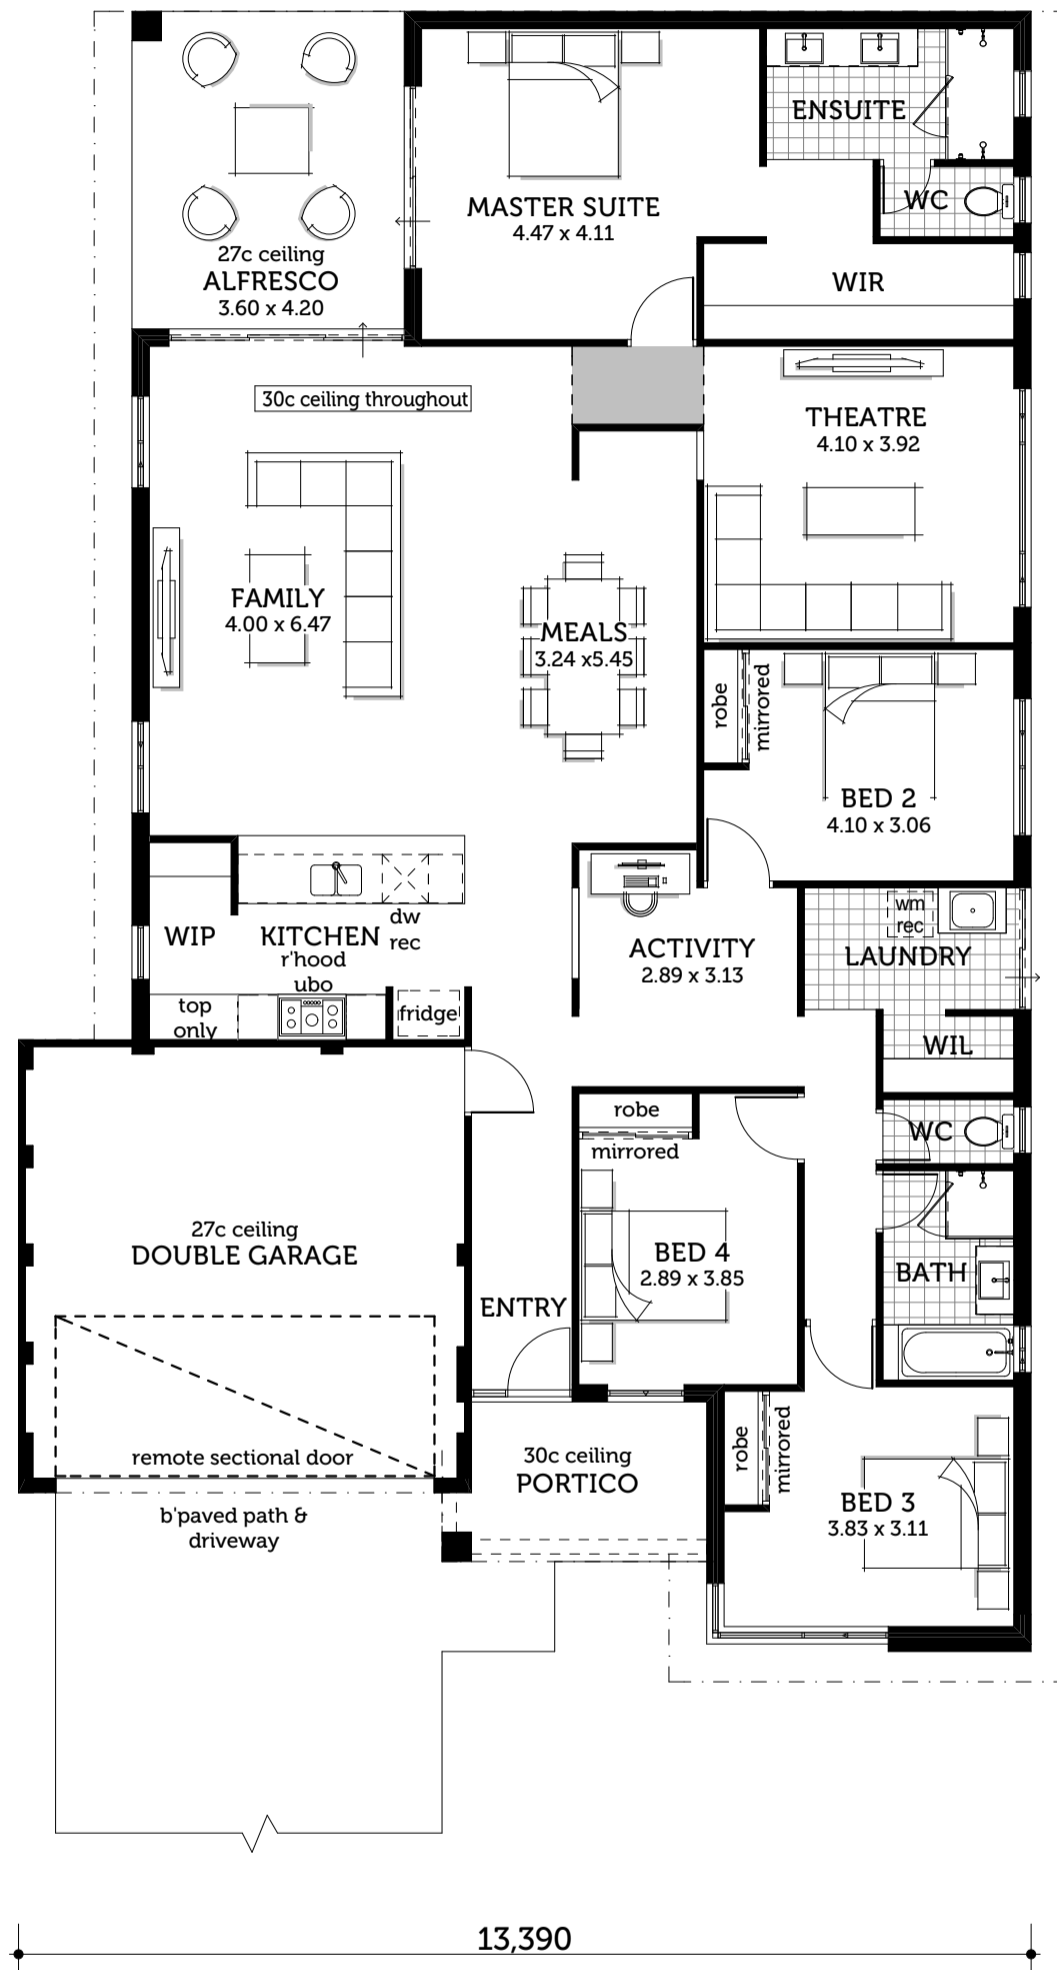 ENSUITE
WC
MASTER SUITE
4.47 x 4.11
27c ceiling
ALFRESCO
3.60 x 4.20
WIR
30c ceiling throughout
THEATRE
4.10 x 3.92
FAMILY
4.00 x 6.47
MEALS
3.24 x5.45
robe
mirrored
BED 2
4.10 x 3.06
WIP
KITCHEN
r'hood
ubo
dw
rec
top
only
fridge
ACTIVITY
2.89 x 3.13
wm
rec
LAUNDRY
WIL
robe
mirrored
WC
27c ceiling
DOUBLE GARAGE
BED 4
2.89 x 3.85
BATH
ENTRY
remote sectional door
30c ceiling
PORTICO
robe
mirrored
BED 3
3.83 x 3.11
b'paved path &
driveway
13,390